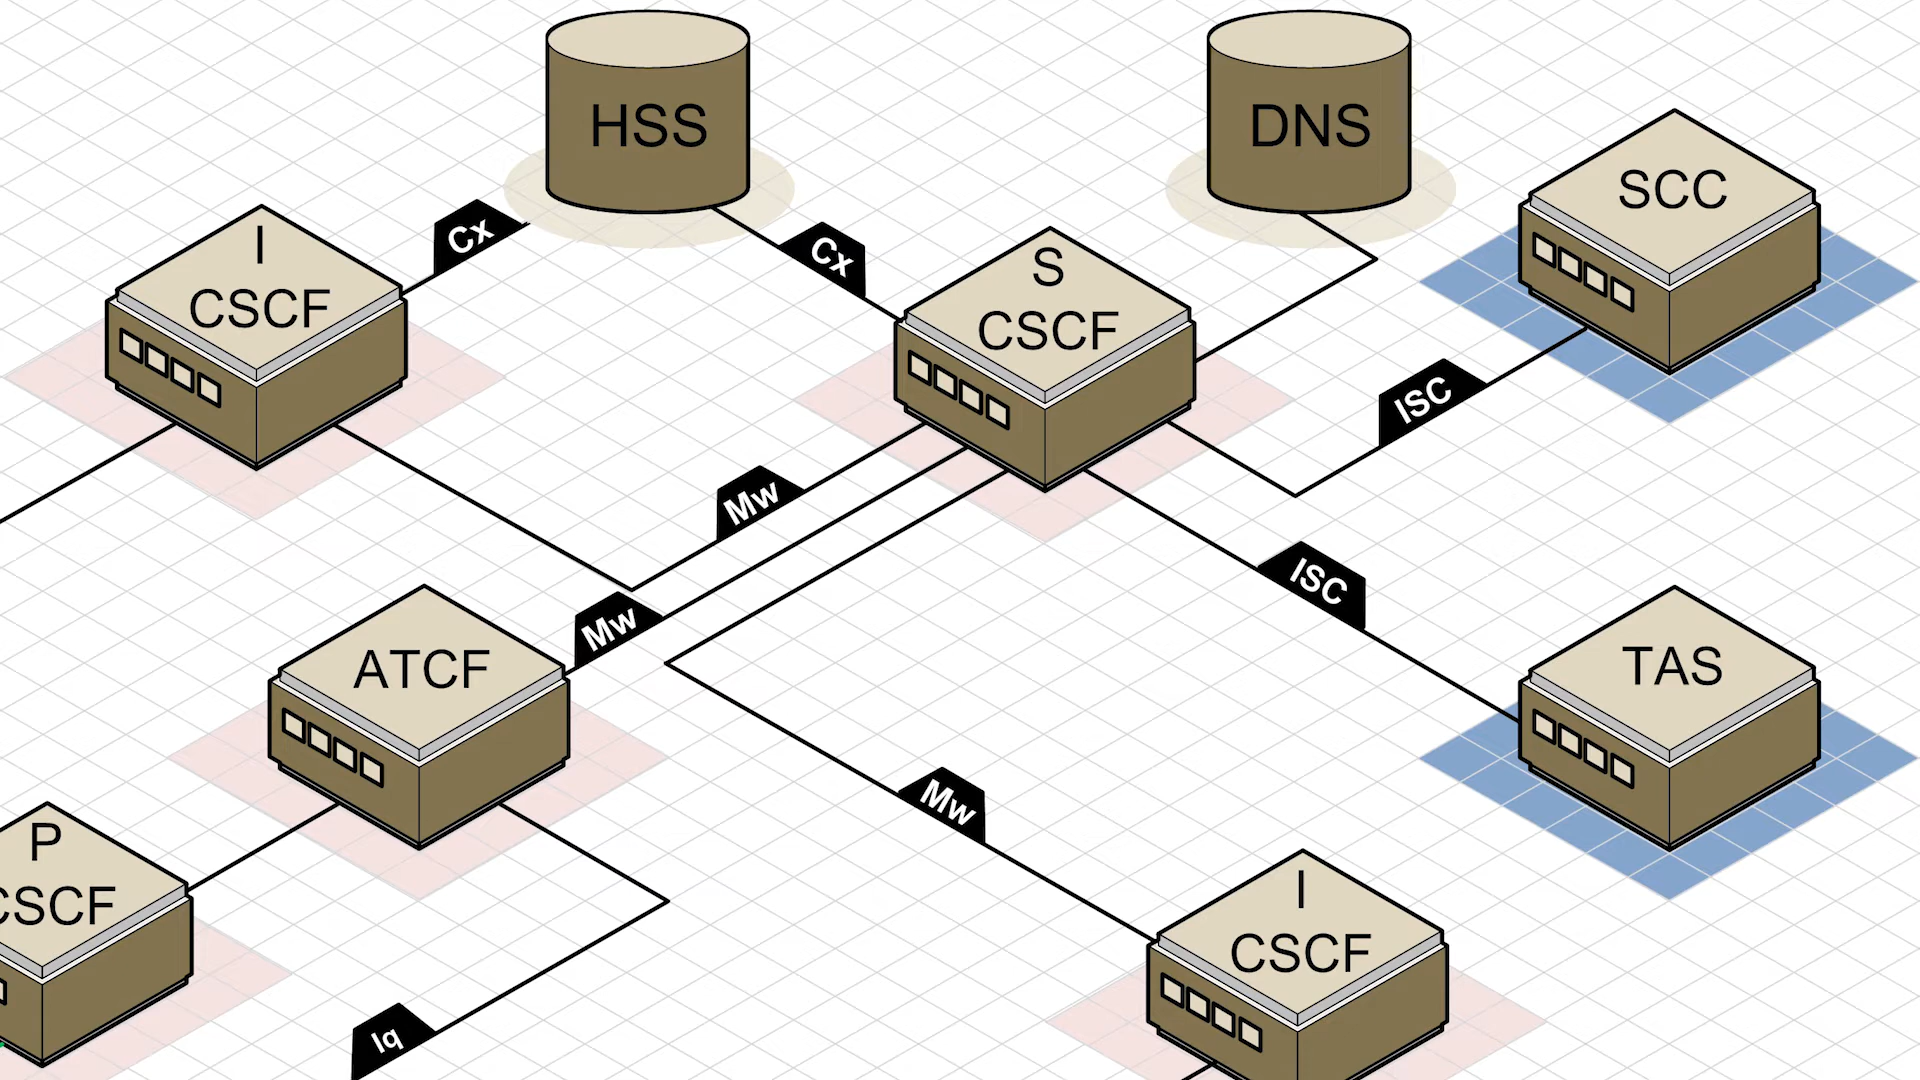 HSS
DNS
SCC
Cx
Cx
I
CSCF
S
CSCF
ISC
Mw
ISC
Mw
ATCF
TAS
Mw
P
CSCF
I
CSCF
Iq